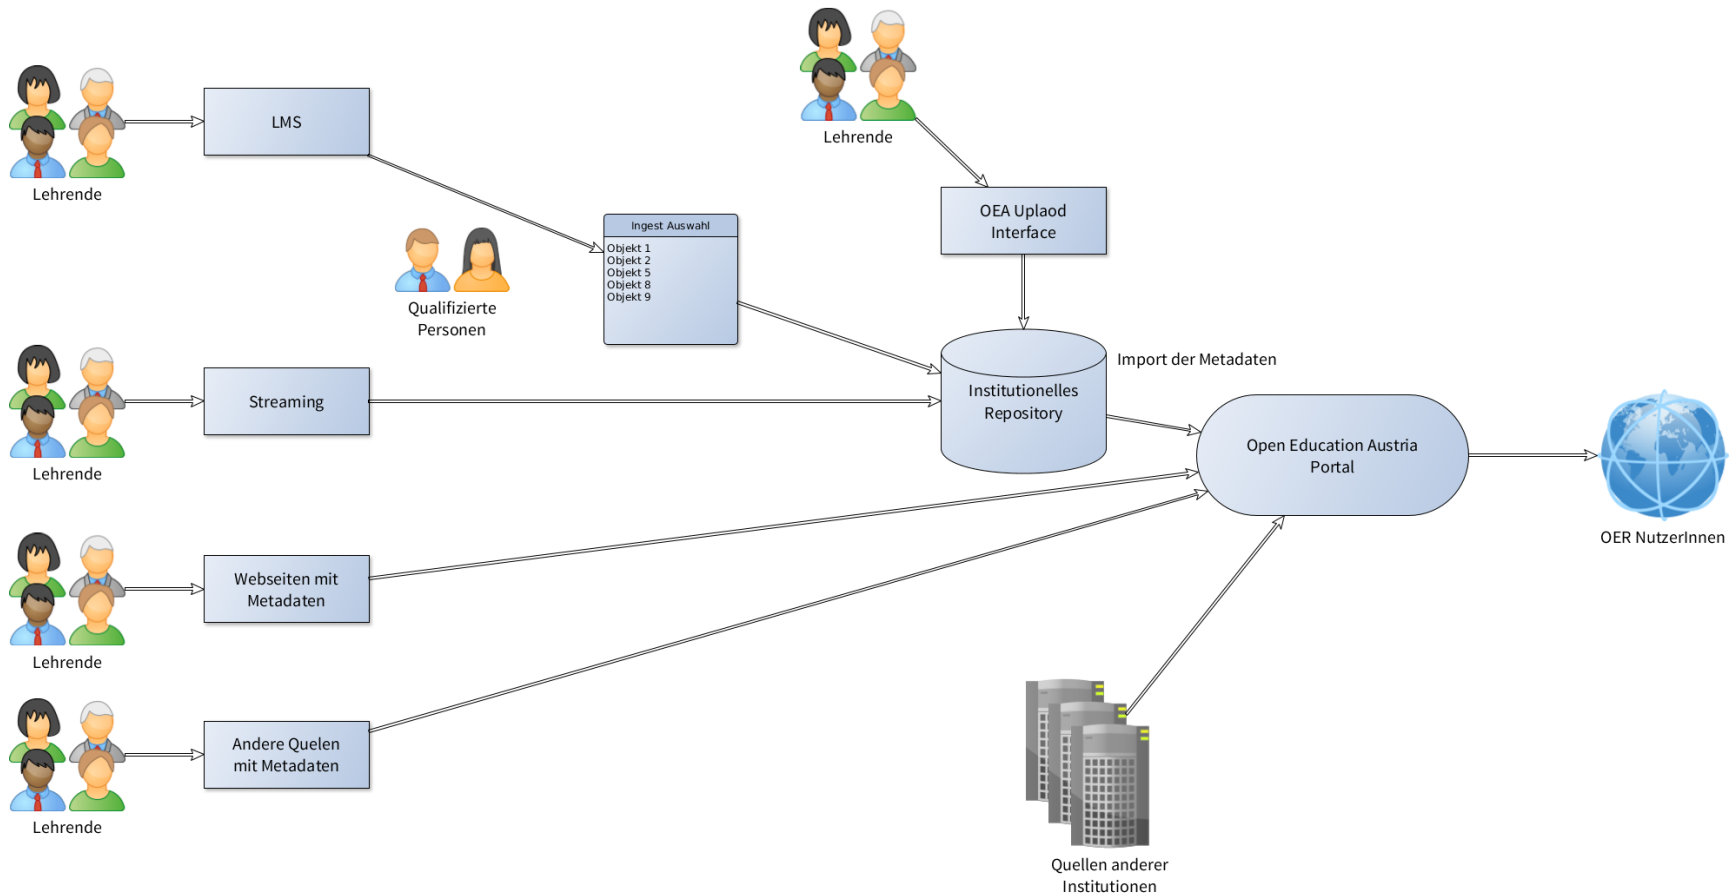 Lehrende
LMS
Lehrende
OEA Uplaod
Interface
Ingest Auswahl
Objekt 1
Objekt 2
Objekt 5
Objekt 8
Objekt 9
Qualifizierte
Personen
Import der Metadaten
Institutionelles
Repository
Lehrende
Streaming
Open Education Austria
Portal
OER NutzerInnen
Lehrende
Webseiten mit
Metadaten
Lehrende
Andere Quelen
mit Metadaten
Quellen anderer
Institutionen